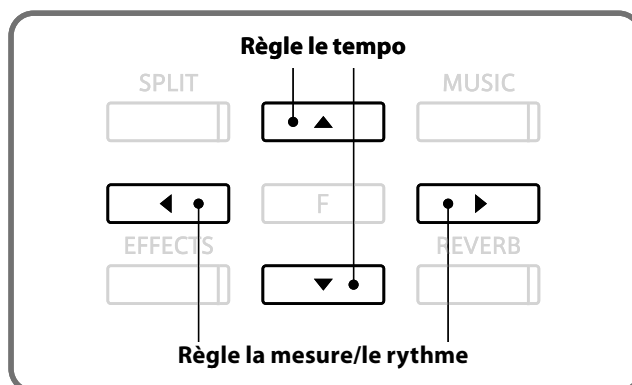 Règle le tempo
SPLIT
MUSIC
F
EFFECTS
REVERB
Règle la mesure/le rythme